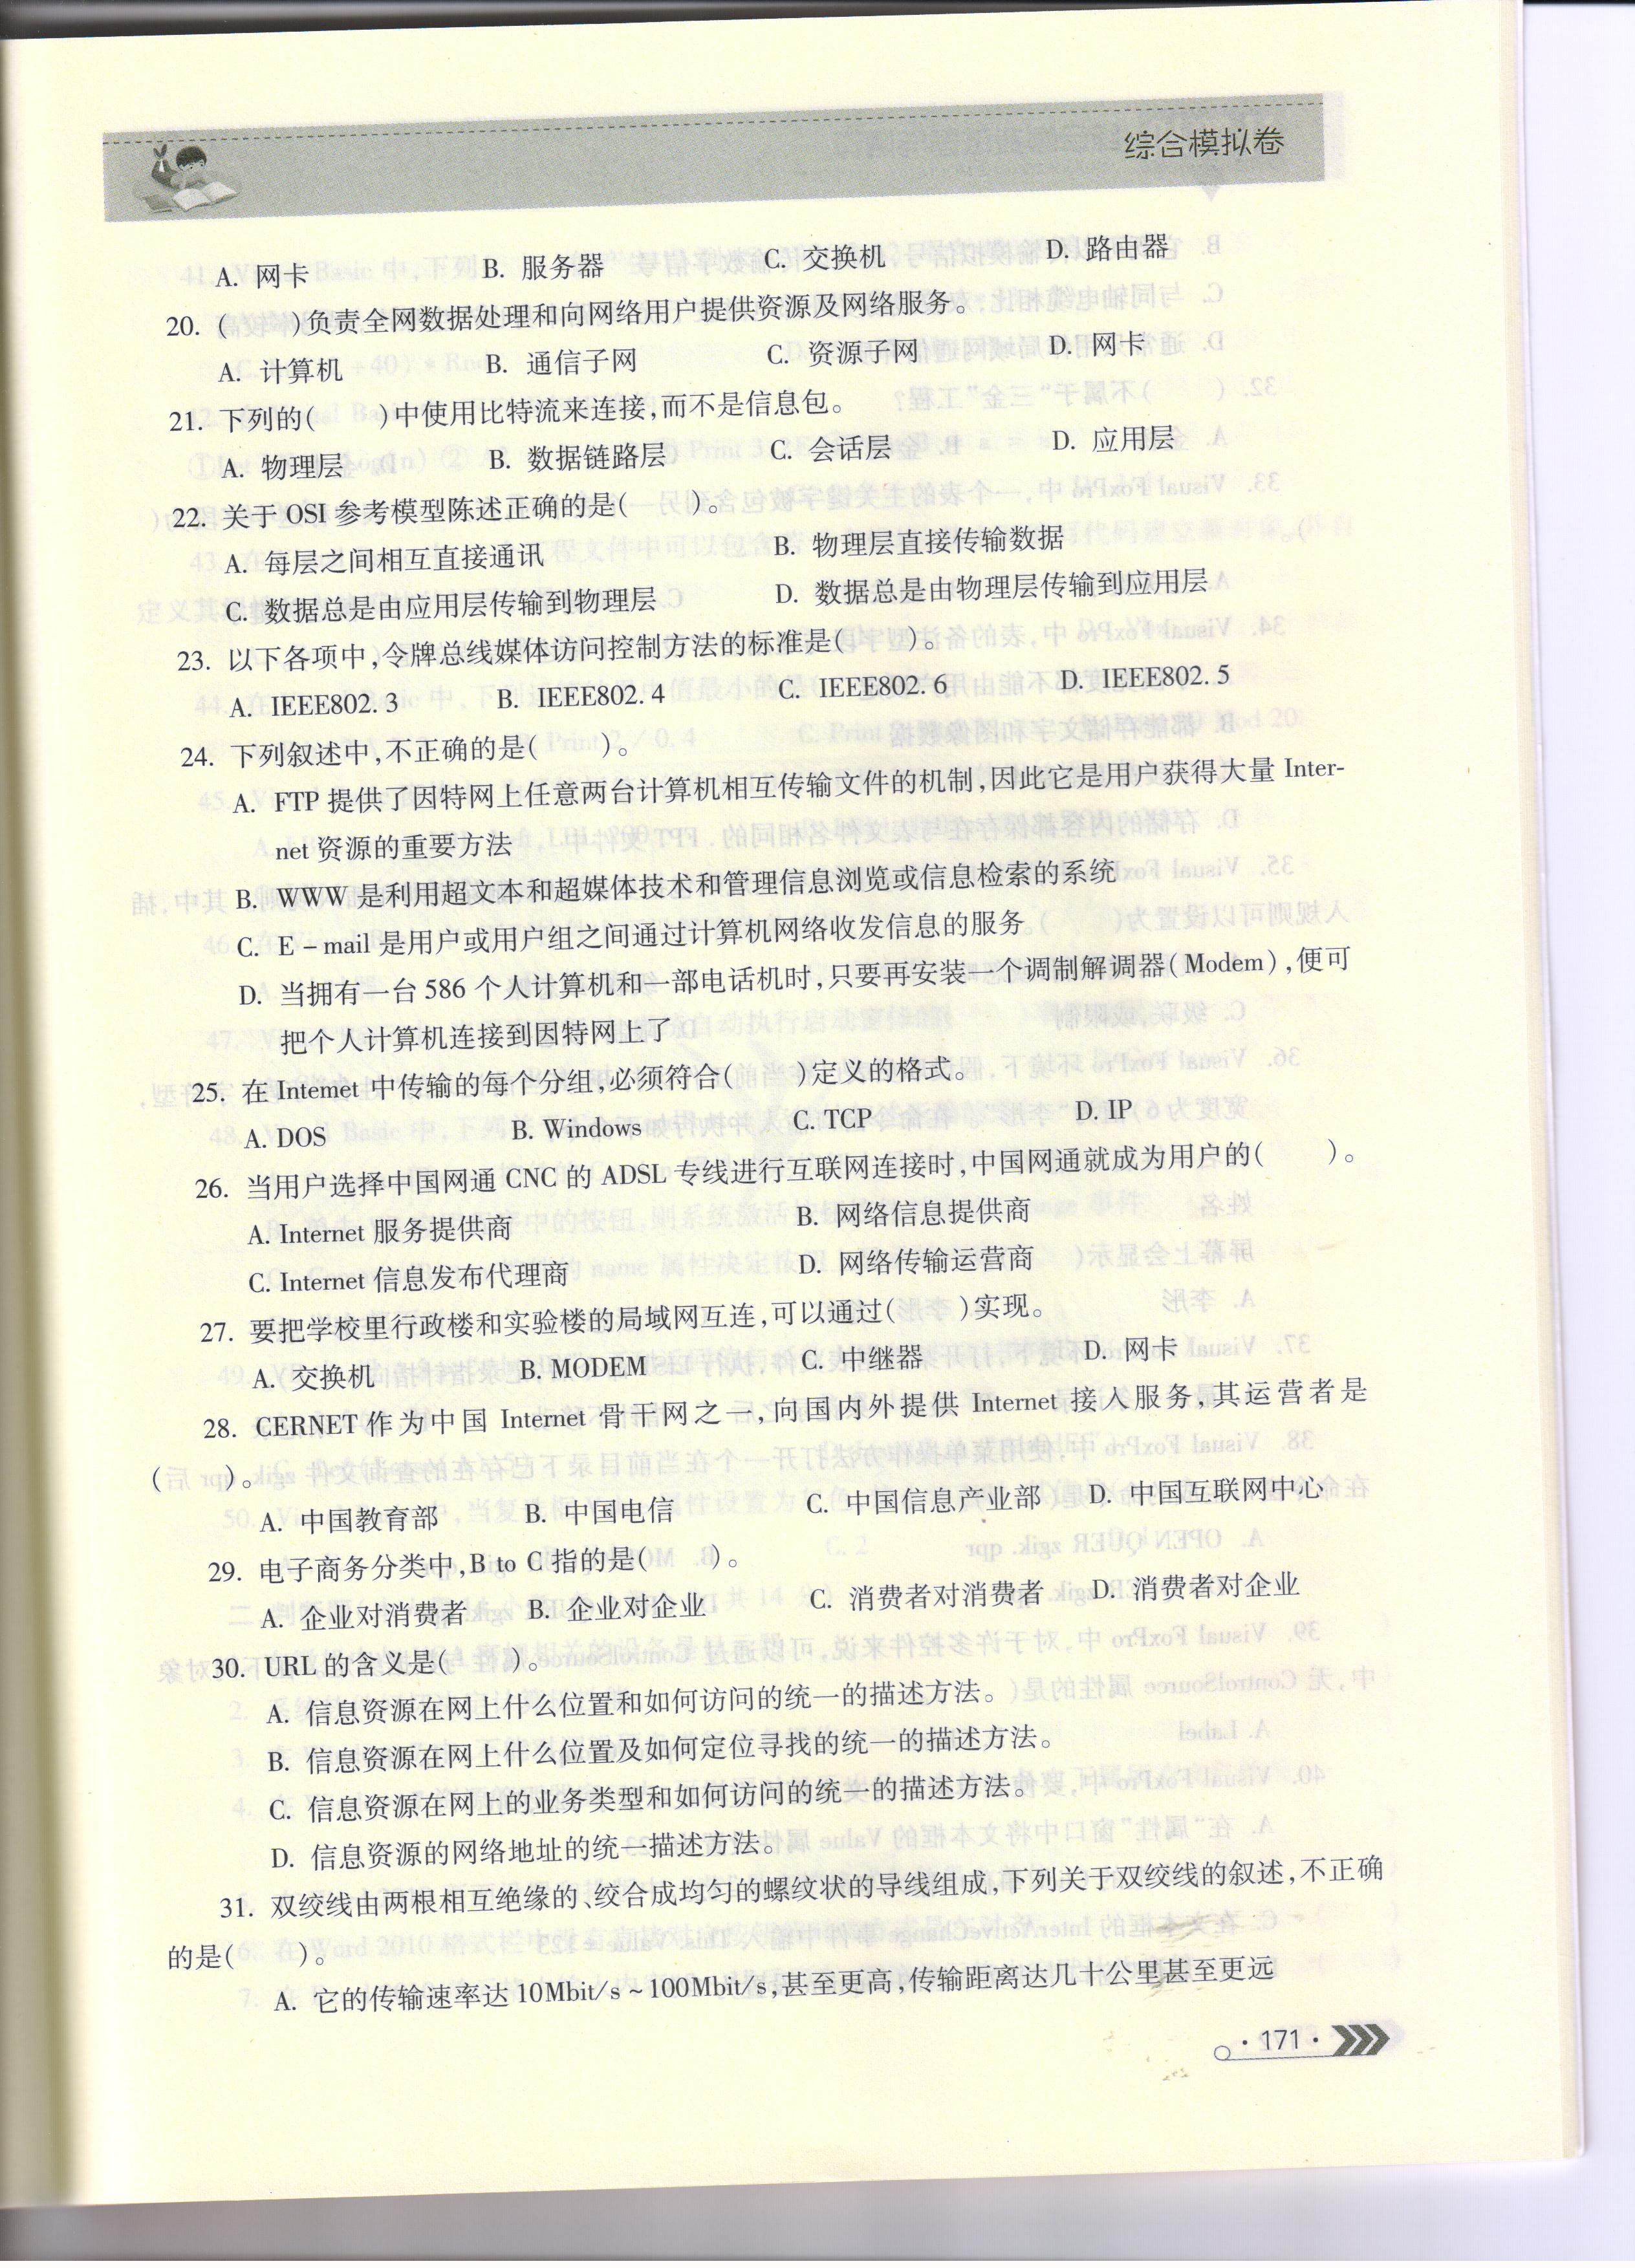 综合模拟卷
A. 网卡 B. 服务器 C. 交换机 D. 路由器
20. ( )负责全网数据处理和向网络用户提供资源及网络服务。
A. 计算机 B. 通信子网 C. 资源子网 D. 网卡
21. 下列的( )中使用比特流来连接,而不是信息包。
A. 物理层 B. 数据链路层 C. 会话层 D. 应用层
22. 关于 OSI 参考模型陈述正确的是( )。
A. 每层之间相互直接通讯 B. 物理层直接传输数据
C. 数据总是由应用层传输到物理层 D. 数据总是由物理层传输到应用层
23. 以下各项中,令牌总线媒体访问控制方法的标准是( )。
A. IEEE802. 3 B. IEEE802. 4 C. IEEE802. 6 D. IEEE802. 5
24. 下列叙述中,不正确的是( )。
A. FTP 提供了因特网上任意两台计算机相互传输文件的机制,因此它是用户获得大量 Inter-
net 资源的重要方法
B. WWW 是利用超文本和超媒体技术和管理信息浏览或信息检索的系统
C. E－mail 是用户或用户组之间通过计算机网络收发信息的服务
D. 当拥有一台 586 个人计算机和一部电话机时,只要再安装一个调制解调器(Modem),便可
把个人计算机连接到因特网上了
25. 在 Intemet 中传输的每个分组,必须符合( )定义的格式。
A. DOS B. Windows C. TCP D. IP
26. 当用户选择中国网通 CNC 的 ADSL 专线进行互联网连接时,中国网通就成为用户的( )。
A. Internet 服务提供商 B. 网络信息提供商
C. Internet 信息发布代理商 D. 网络传输运营商
27. 要把学校里行政楼和实验楼的局域网互连,可以通过( )实现。
A. 交换机 B. MODEM C. 中继器 D. 网卡
28. CERNET 作为中国 Internet 骨干网之一,向国内外提供 Internet 接入服务,其运营者是
( )。
A. 中国教育部 B. 中国电信 C. 中国信息产业部 D. 中国互联网中心
29. 电子商务分类中,B to C 指的是( )。
A. 企业对消费者 B. 企业对企业 C. 消费者对消费者 D. 消费者对企业
30. URL 的含义是( )。
A. 信息资源在网上什么位置和如何访问的统一的描述方法。
B. 信息资源在网上什么位置及如何定位寻找的统一的描述方法。
C. 信息资源在网上的业务类型和如何访问的统一的描述方法。
D. 信息资源的网络地址的统一描述方法。
31. 双绞线由两根相互绝缘的、绞合成均匀的螺纹状的导线组成,下列关于双绞线的叙述,不正确
的是( )。
A. 它的传输速率达 10Mbit/s ~ 100Mbit/s,甚至更高,传输距离达几十公里甚至更远
· 171 ·